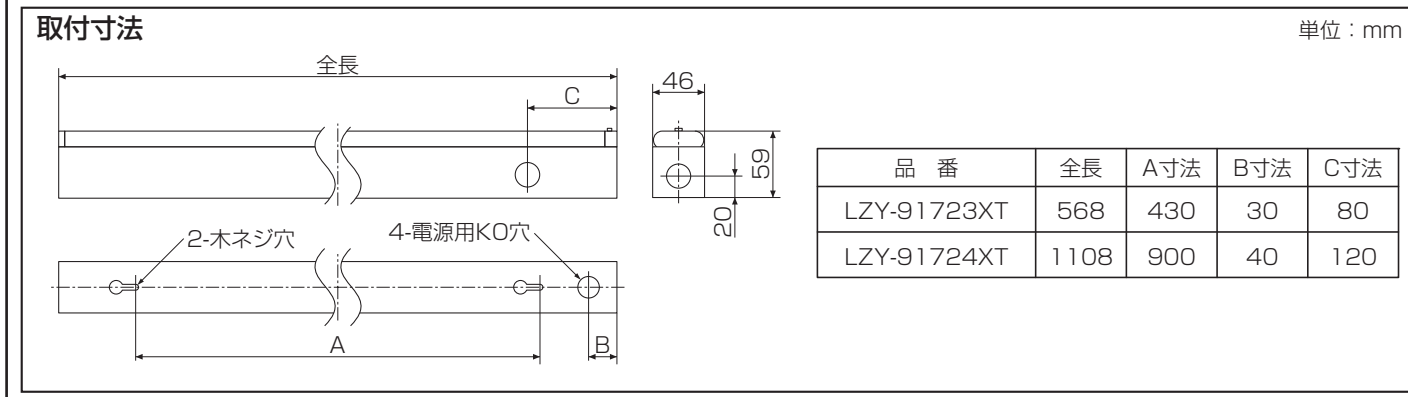 取付寸法
単位：mm
全長
C
46
59
20
2-木ネジ穴
4-電源用KO穴
A
B
品　番 全長 A寸法 B寸法 C寸法
LZY-91723XT 568 430 30 80
LZY-91724XT 1108 900 40 120